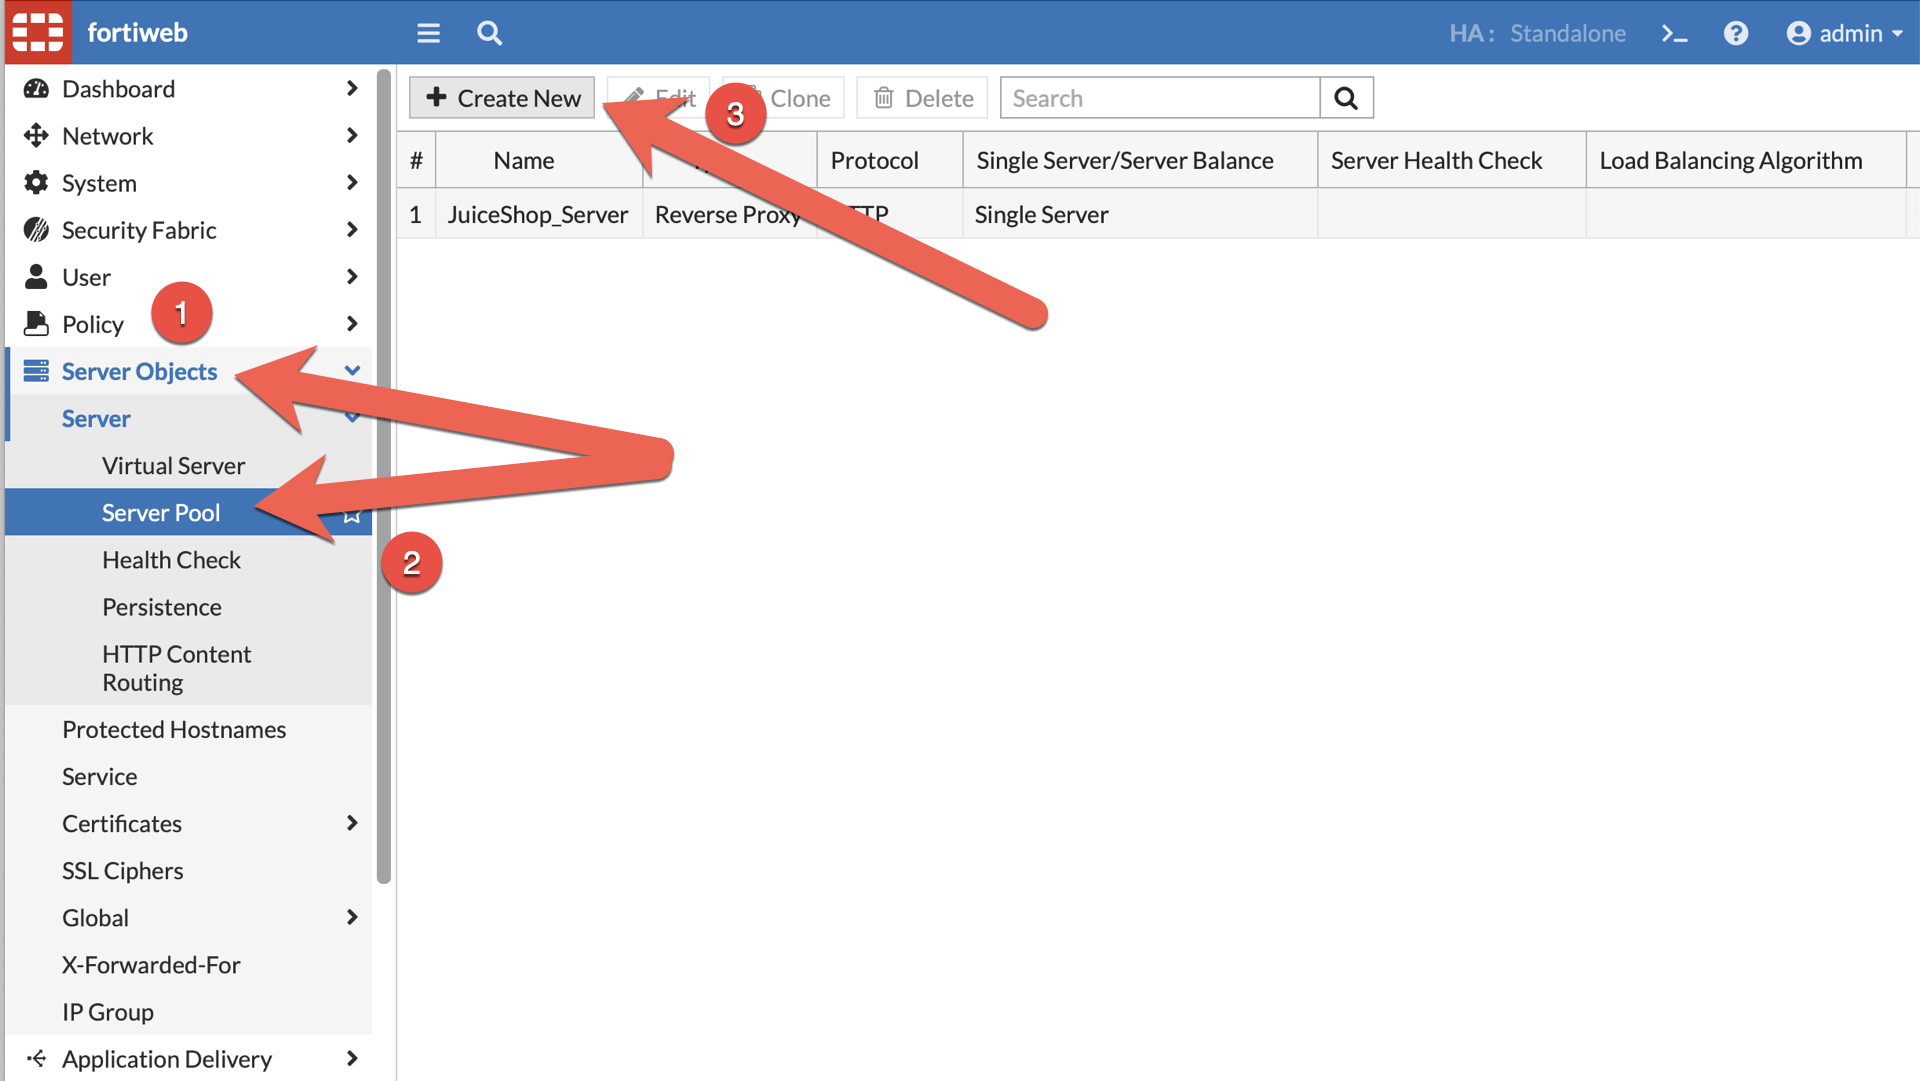 fortiweb
HA: Standalone
admin
Dashboard
Network
System
Security Fabric
User
Policy
1
Server Objects
Server
Virtual Server
Server Pool
2
Health Check
Persistence
HTTP Content
Routing
Protected Hostnames
Service
Certificates
SSL Ciphers
Global
X-Forwarded-For
IP Group
Application Delivery
Create New
Edit
3
Clone
Delete
Search
# Name Protocol Single Server/Server Balance Server Health Check Load Balancing Algorithm
1 JuiceShop_Server Reverse Proxy Single Server